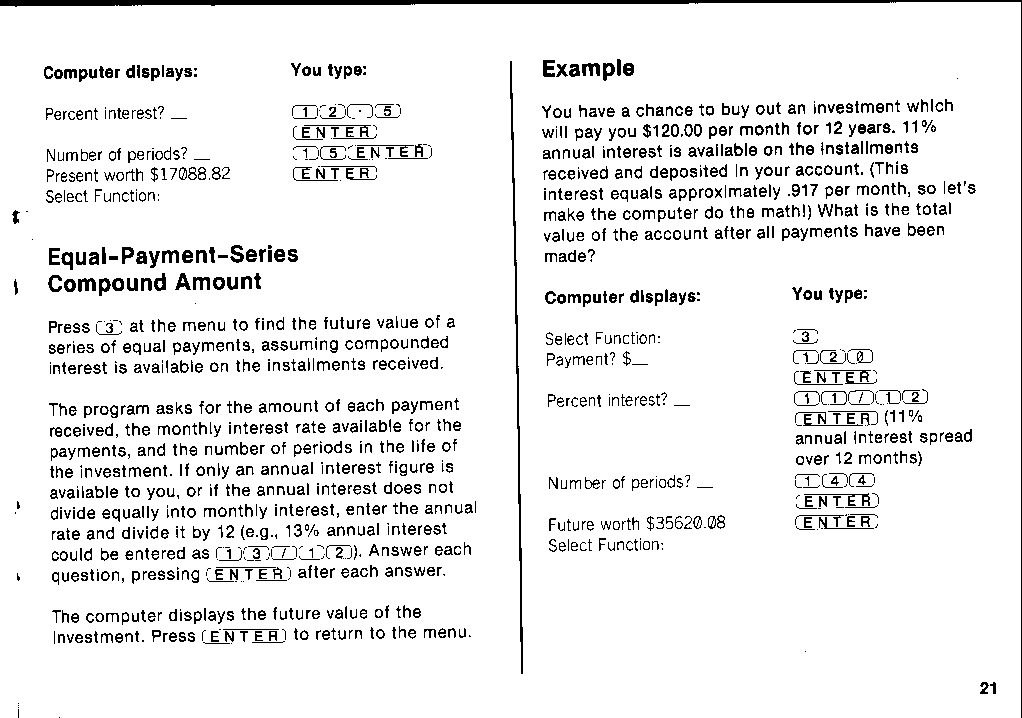 Computer displays: You type:
Percent interest? _ 12.5
ENTER
Number of periods? _ 15ENTER
Present worth $17088.82 ENTER
Select Function:
Equal-Payment-Series
Compound Amount
Press 3 at the menu to find the future value of a
series of equal payments, assuming compounded
interest is available on the installments received.
The program asks for the amount of each payment
received, the monthly interest rate available for the
payments, and the number of periods in the life of
the investment. If only an annual interest figure is
available to you, or if the annual interest does not
divide equally into monthly interest, enter the annual
rate and divide it by 12 (e.g., 13% annual interest
could be entered as 13/12). Answer each
question, pressing ENTER after each answer.
The computer displays the future value of the
Investment. Press ENTER to return to the menu.
Example
You have a chance to buy out an investment which
will pay you $120.00 per month for 12 years. 11%
annual interest is available on the installments
received and deposited in your account. (This
interest equals approximately .917 per month, so let's
make the computer do the math!) What is the total
value of the account after all payments have been
made?
Computer displays: You type:
Select Function: 3
Payment? $_ 120
ENTER
Percent interest? _ 11/12
ENTER (11%
annual interest spread
over 12 months)
Number of periods? _ 144
ENTER
Future worth $35620.08 ENTER
Select Function:
21